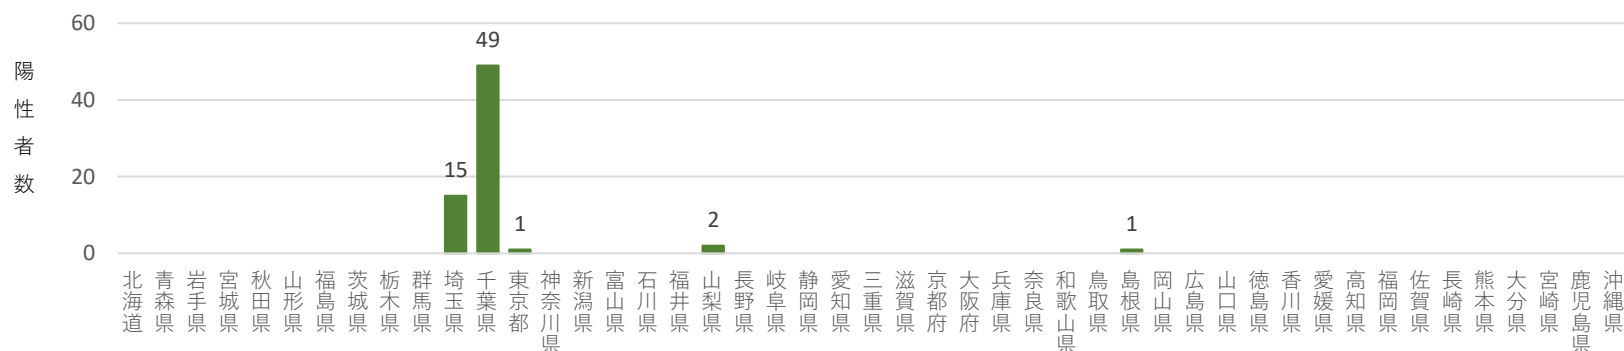 陽性者数
60
40
20
0
15
49
1
2
1
北海道
青森県
岩手県
宮城県
秋田県
山形県
福島県
茨城県
栃木県
群馬県
埼玉県
千葉県
東京都
神奈川県
新潟県
富山県
石川県
福井県
山梨県
長野県
岐阜県
静岡県
愛知県
三重県
滋賀県
京都府
大阪府
兵庫県
奈良県
和歌山県
鳥取県
島根県
岡山県
広島県
山口県
徳島県
香川県
愛媛県
高知県
福岡県
佐賀県
長崎県
熊本県
大分県
宮崎県
鹿児島県
沖縄県